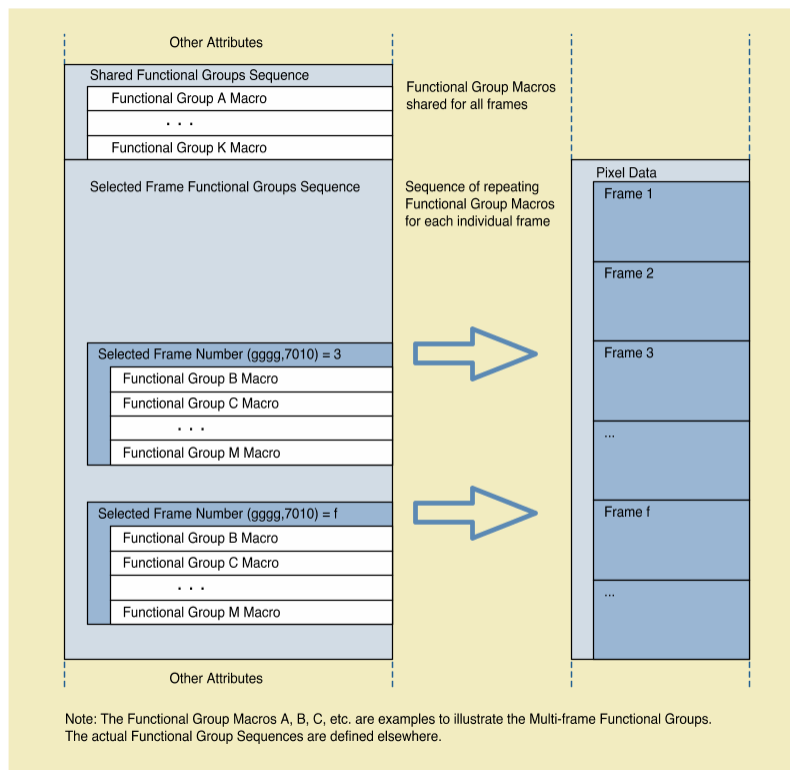 Other Attributes
Shared Functional Groups Sequence
Functional Group A Macro
. . .
Functional Group K Macro
Functional Group Macros
shared for all frames
Selected Frame Functional Groups Sequence
Sequence of repeating
Functional Group Macros
for each individual frame
Selected Frame Number (gggg,7010) = 3
Functional Group B Macro
Functional Group C Macro
. . .
Functional Group M Macro
Selected Frame Number (gggg,7010) = f
Functional Group B Macro
Functional Group C Macro
. . .
Functional Group M Macro
Other Attributes
Pixel Data
Frame 1
Frame 2
Frame 3
...
Frame f
...
Note: The Functional Group Macros A, B, C, etc. are examples to illustrate the Multi-frame Functional Groups.
The actual Functional Group Sequences are defined elsewhere.